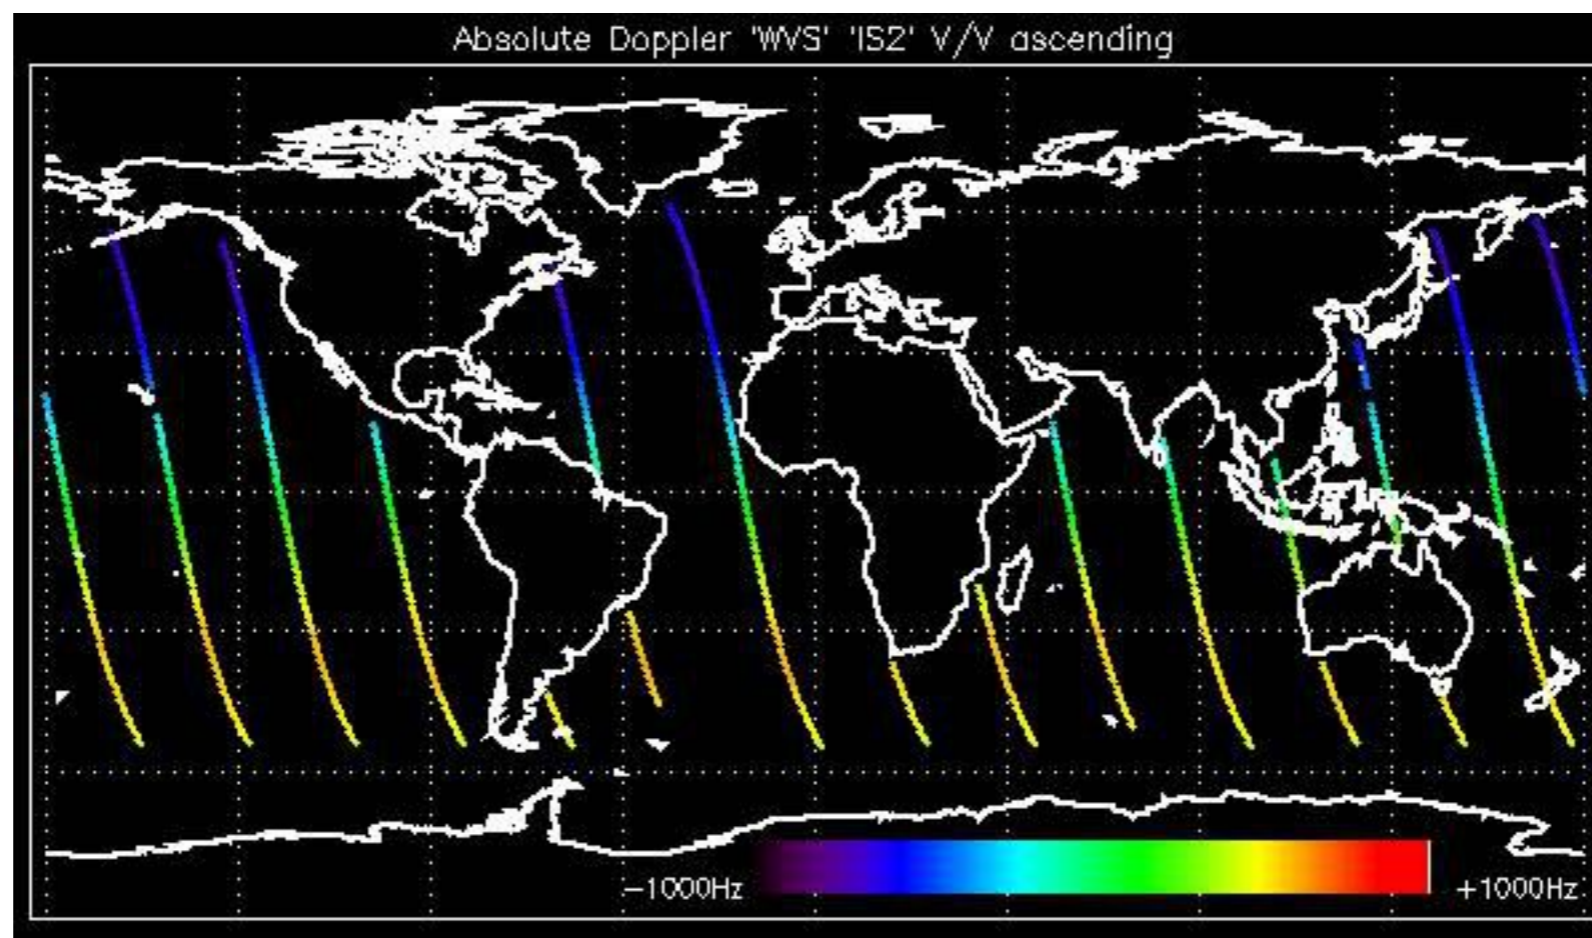 Absolute Doppler 'WVS' 'IS2' V/V ascending
-1000Hz +1000Hz